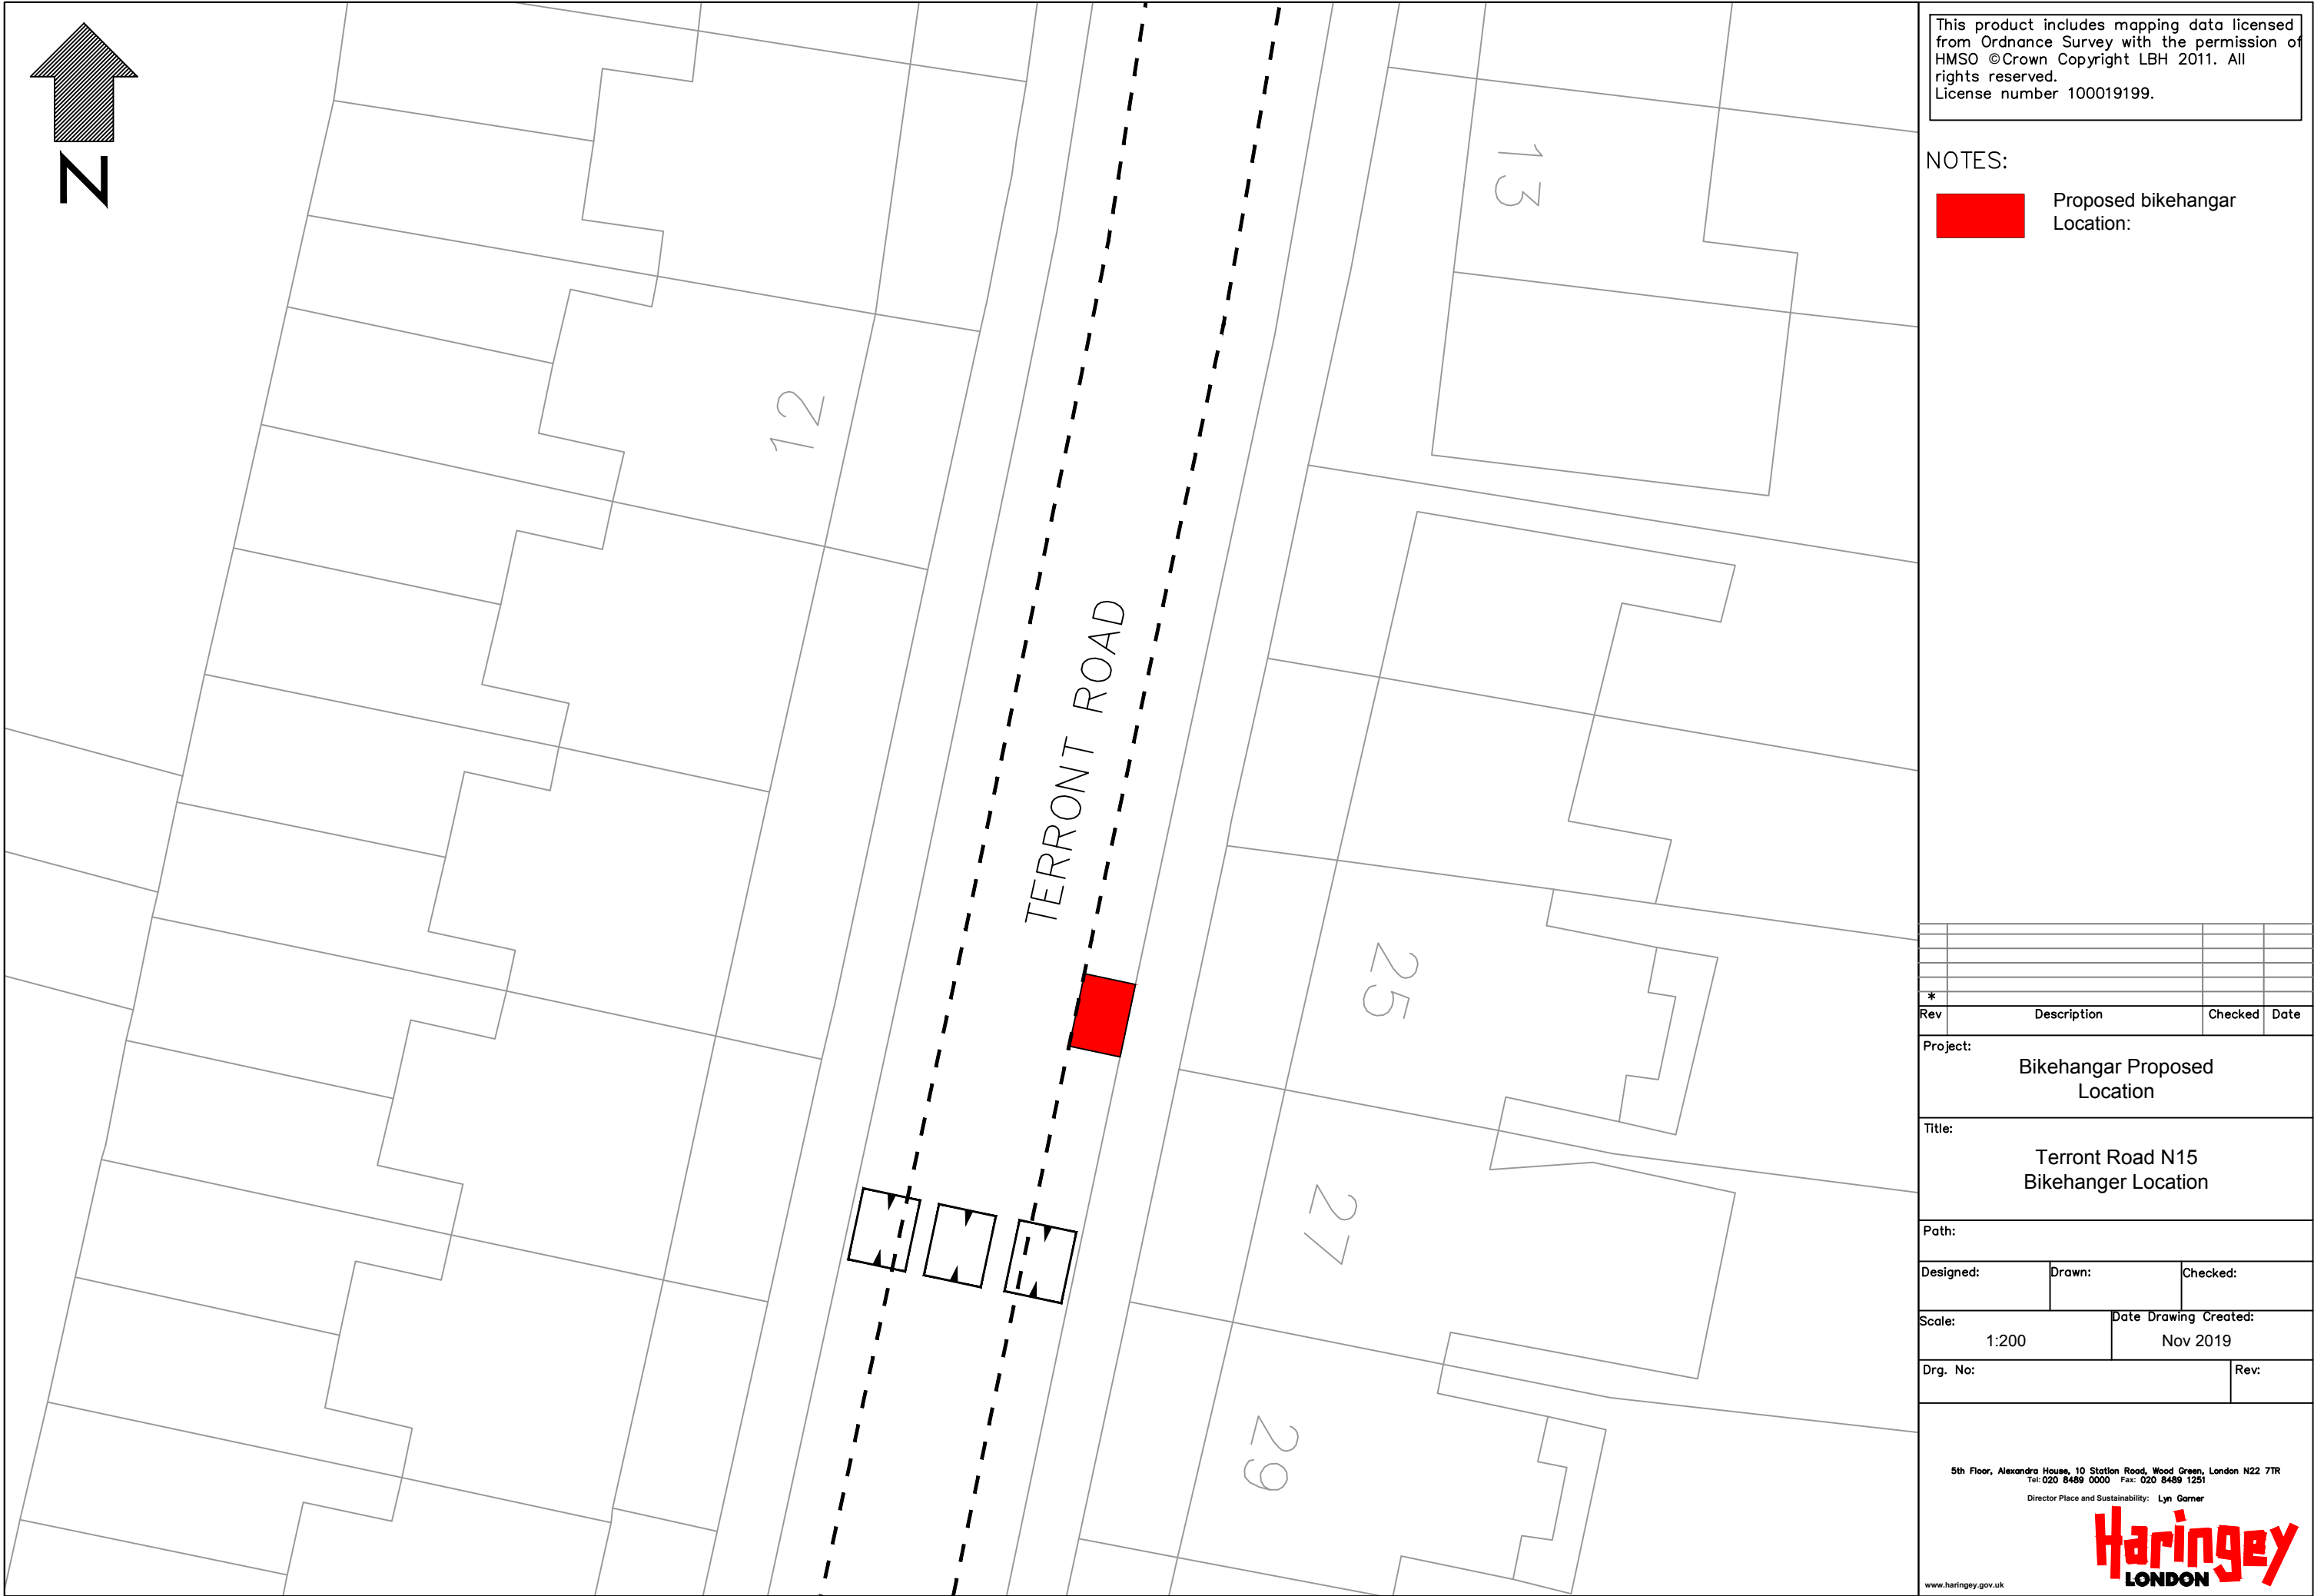 N
12
13
TERRONT ROAD
25
27
29
This product includes mapping data licensed
from Ordnance Survey with the permission of
HMSO ©Crown Copyright LBH 2011. All
rights reserved.
License number 100019199.
NOTES:
Proposed bikehangar
Location:
*
Rev Description Checked Date
Project:
Bikehangar Proposed
Location
Title:
Terront Road N15
Bikehanger Location
Path:
Designed: Drawn: Checked:
Scale: Date Drawing Created:
1:200 Nov 2019
Drg. No: Rev:
5th Floor, Alexandra House, 10 Station Road, Wood Green, London N22 7TR
Tel: 020 8489 0000 Fax: 020 8489 1251
Director Place and Sustainability: Lyn Garner
Haringey
LONDON
www.haringey.gov.uk